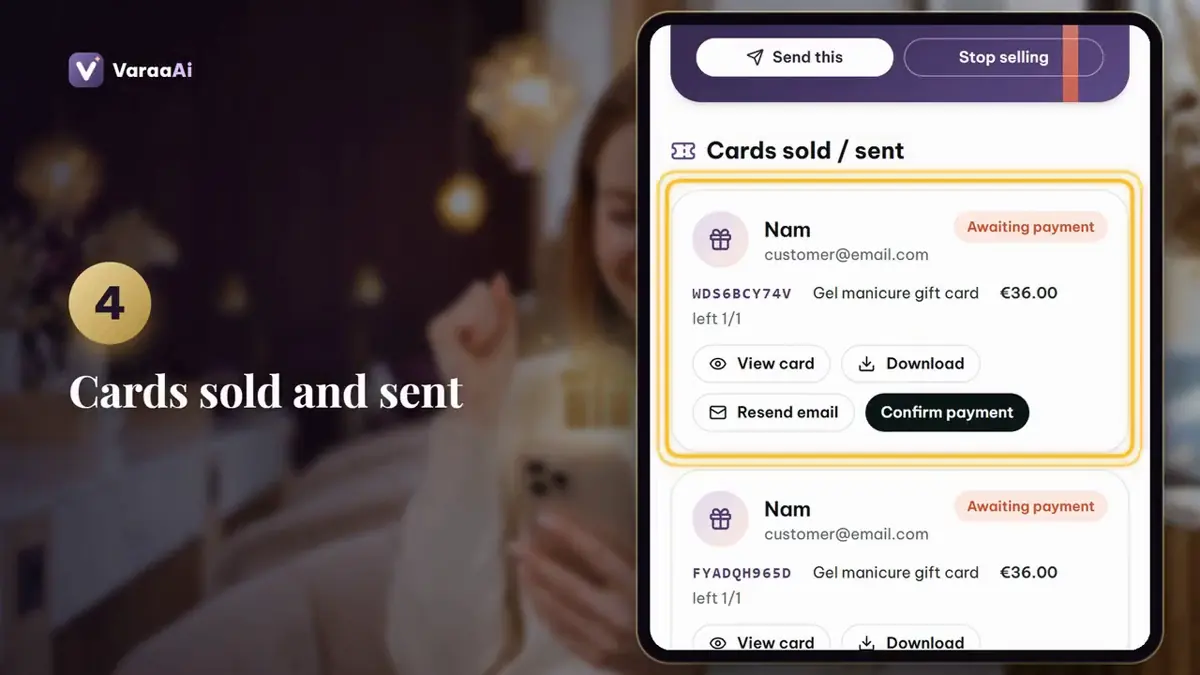 VaraaAi
4
Cards sold and sent
Send this
Stop selling
Cards sold / sent
Nam
Awaiting payment
customer@email.com
WDS6BCY74V Gel manicure gift card €36.00
left 1/1
View card
Download
Resend email
Confirm payment
Nam
Awaiting payment
customer@email.com
FYADQH965D Gel manicure gift card €36.00
left 1/1
View card
Download